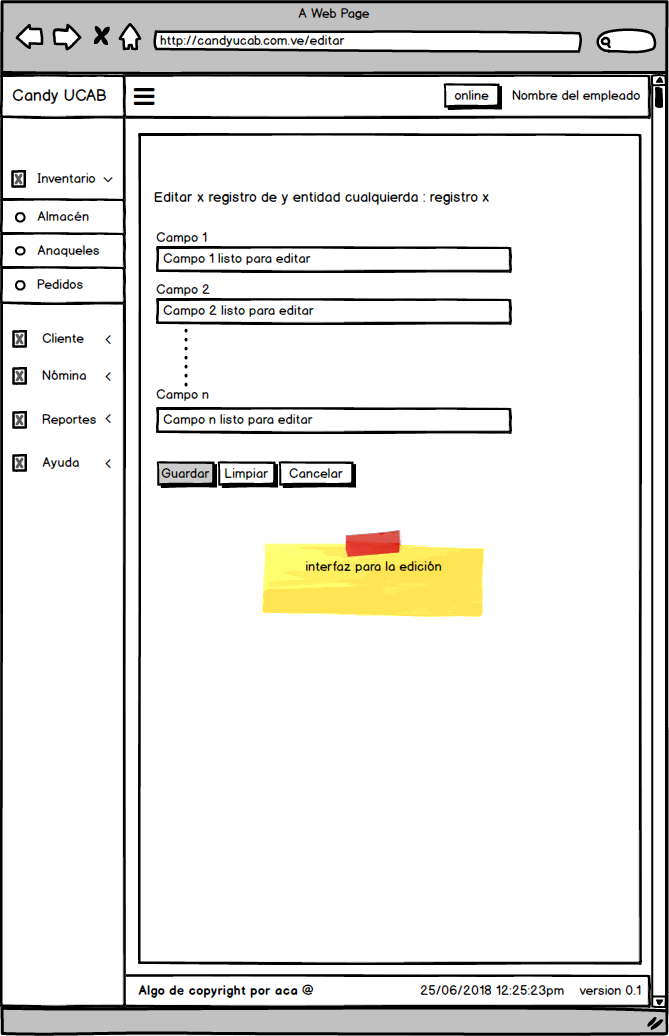 A Web Page
http://candyucab.com.ve/editar
Candy UCAB
online
Nombre del empleado
Inventario
Almacén
Anaqueles
Pedidos
Cliente
Nómina
Reportes
Ayuda
Editar x registro de y entidad cualquierda : registro x
Campo 1
Campo 1 listo para editar
Campo 2
Campo 2 listo para editar
Campo n
Campo n listo para editar
Guardar Limpiar Cancelar
interfaz para la edición
Algo de copyright por aca @ 25/06/2018 12:25:23pm version 0.1